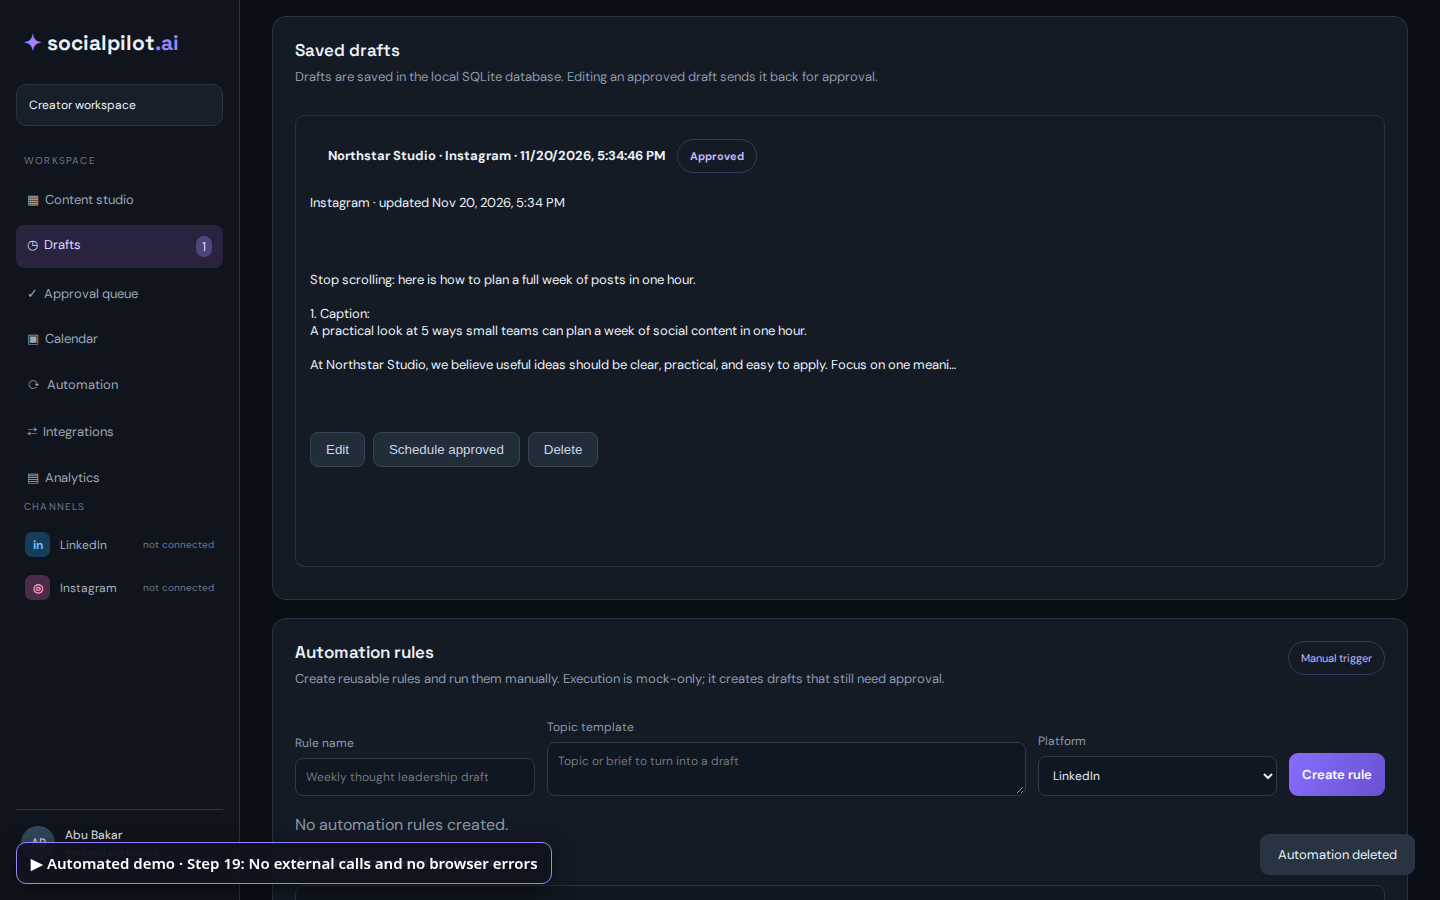 socialpilot.ai
Creator workspace
WORKSPACE
Content studio
Drafts 1
Approval queue
Calendar
Automation
Integrations
Analytics
CHANNELS
in LinkedIn not connected
Instagram not connected
Abu Bakar
Saved drafts
Drafts are saved in the local SQLite database. Editing an approved draft sends it back for approval.
Northstar Studio · Instagram · 11/20/2026, 5:34:46 PM Approved
Instagram · updated Nov 20, 2026, 5:34 PM
Stop scrolling: here is how to plan a full week of posts in one hour.
1. Caption:
A practical look at 5 ways small teams can plan a week of social content in one hour.
At Northstar Studio, we believe useful ideas should be clear, practical, and easy to apply. Focus on one meani...
Edit Schedule approved Delete
Automation rules
Manual trigger
Create reusable rules and run them manually. Execution is mock-only; it creates drafts that still need approval.
Rule name
Weekly thought leadership draft
Topic template
Topic or brief to turn into a draft
Platform
LinkedIn
Create rule
No automation rules created.
▶ Automated demo · Step 19: No external calls and no browser errors
Automation deleted